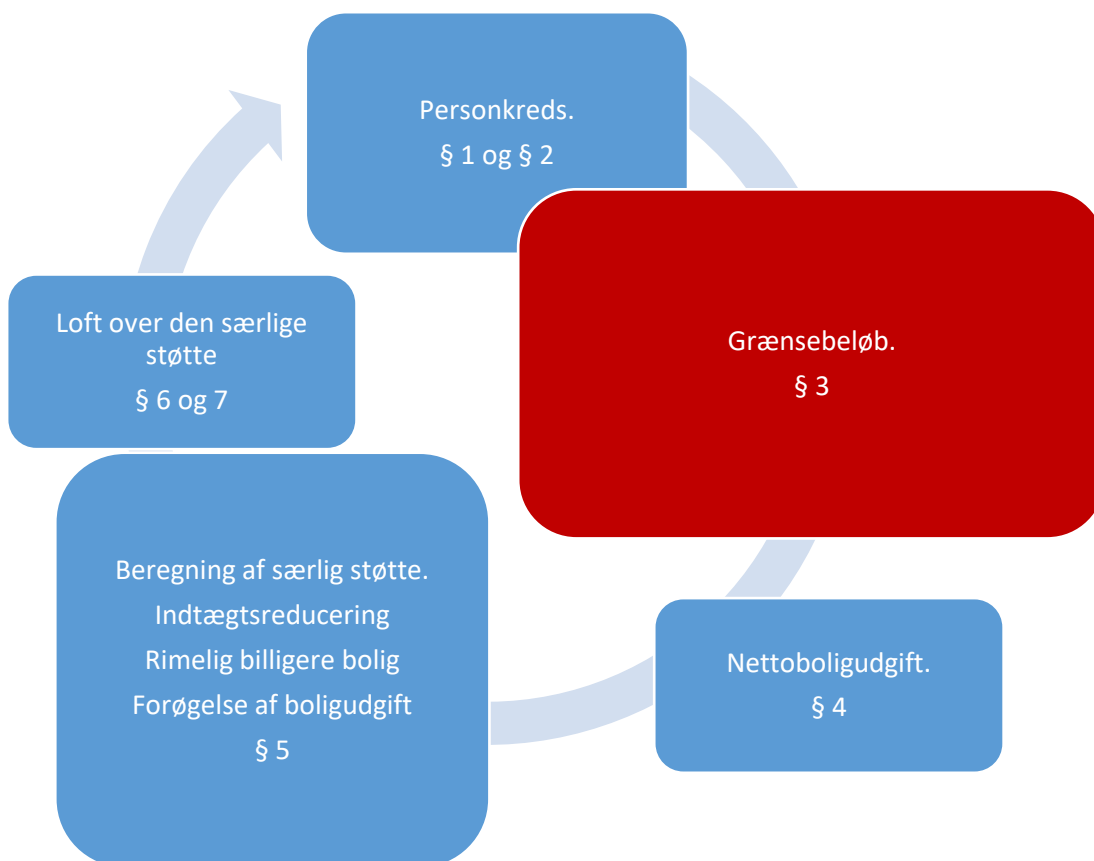 Personkreds.
§ 1 og § 2
Grænsebeløb.
§ 3
Nettoboligudgift.
§ 4
Beregning af særlig støtte.
Indtægtsreducering
Rimelig billigere bolig
Forøgelse af boligudgift
§ 5
Loft over den særlige
støtte
§ 6 og 7